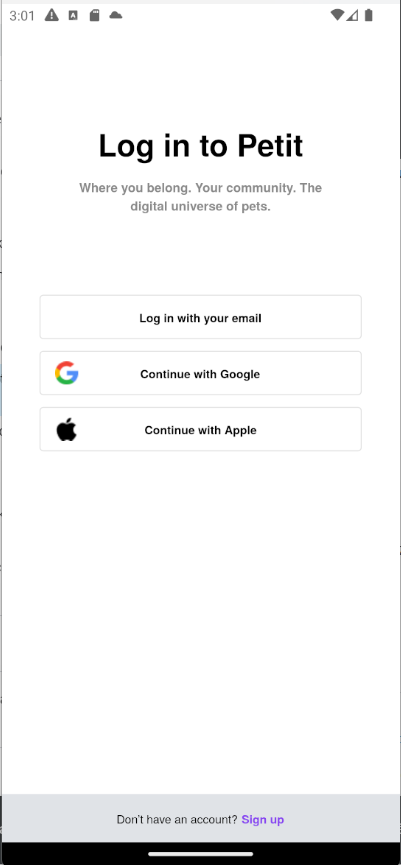 3:01
Log in to Petit
Where you belong. Your community. The
digital universe of pets.
Log in with your email
Continue with Google
Continue with Apple
Don't have an account? Sign up